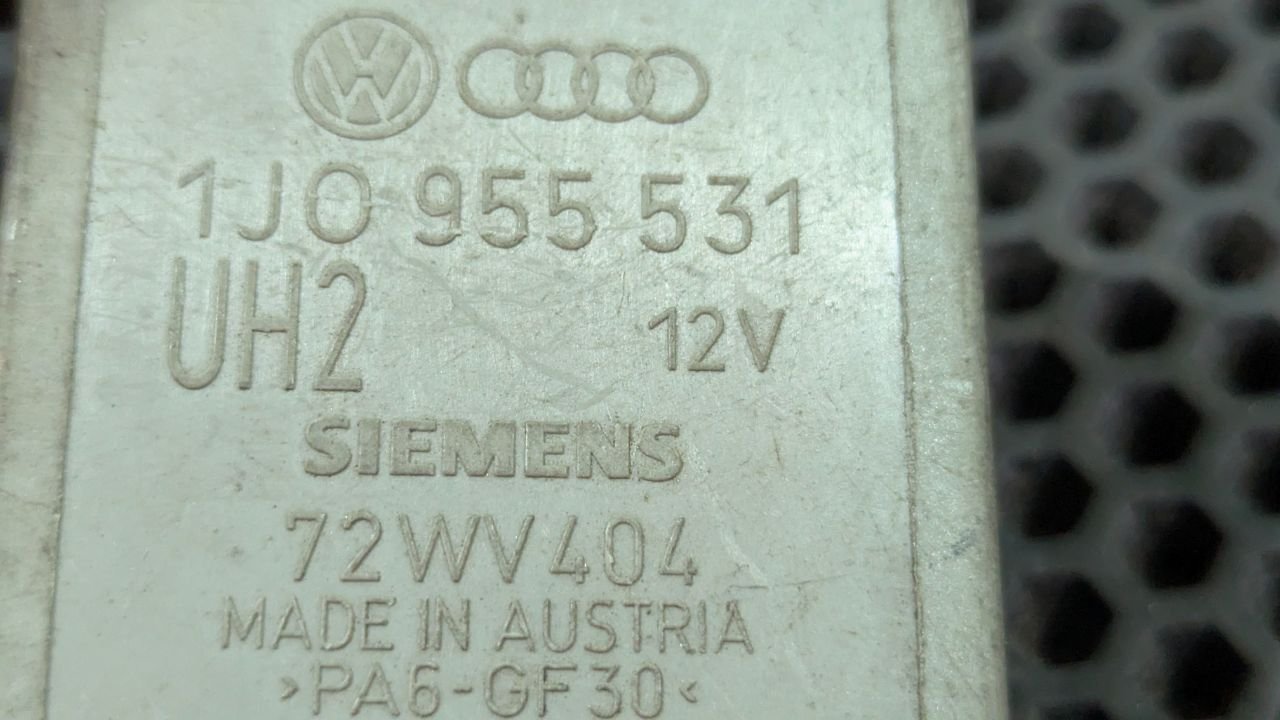 1J0 955 531
UH2 12V
SIEMENS
72WV404
MADE IN AUSTRIA
>PA6-GF30<